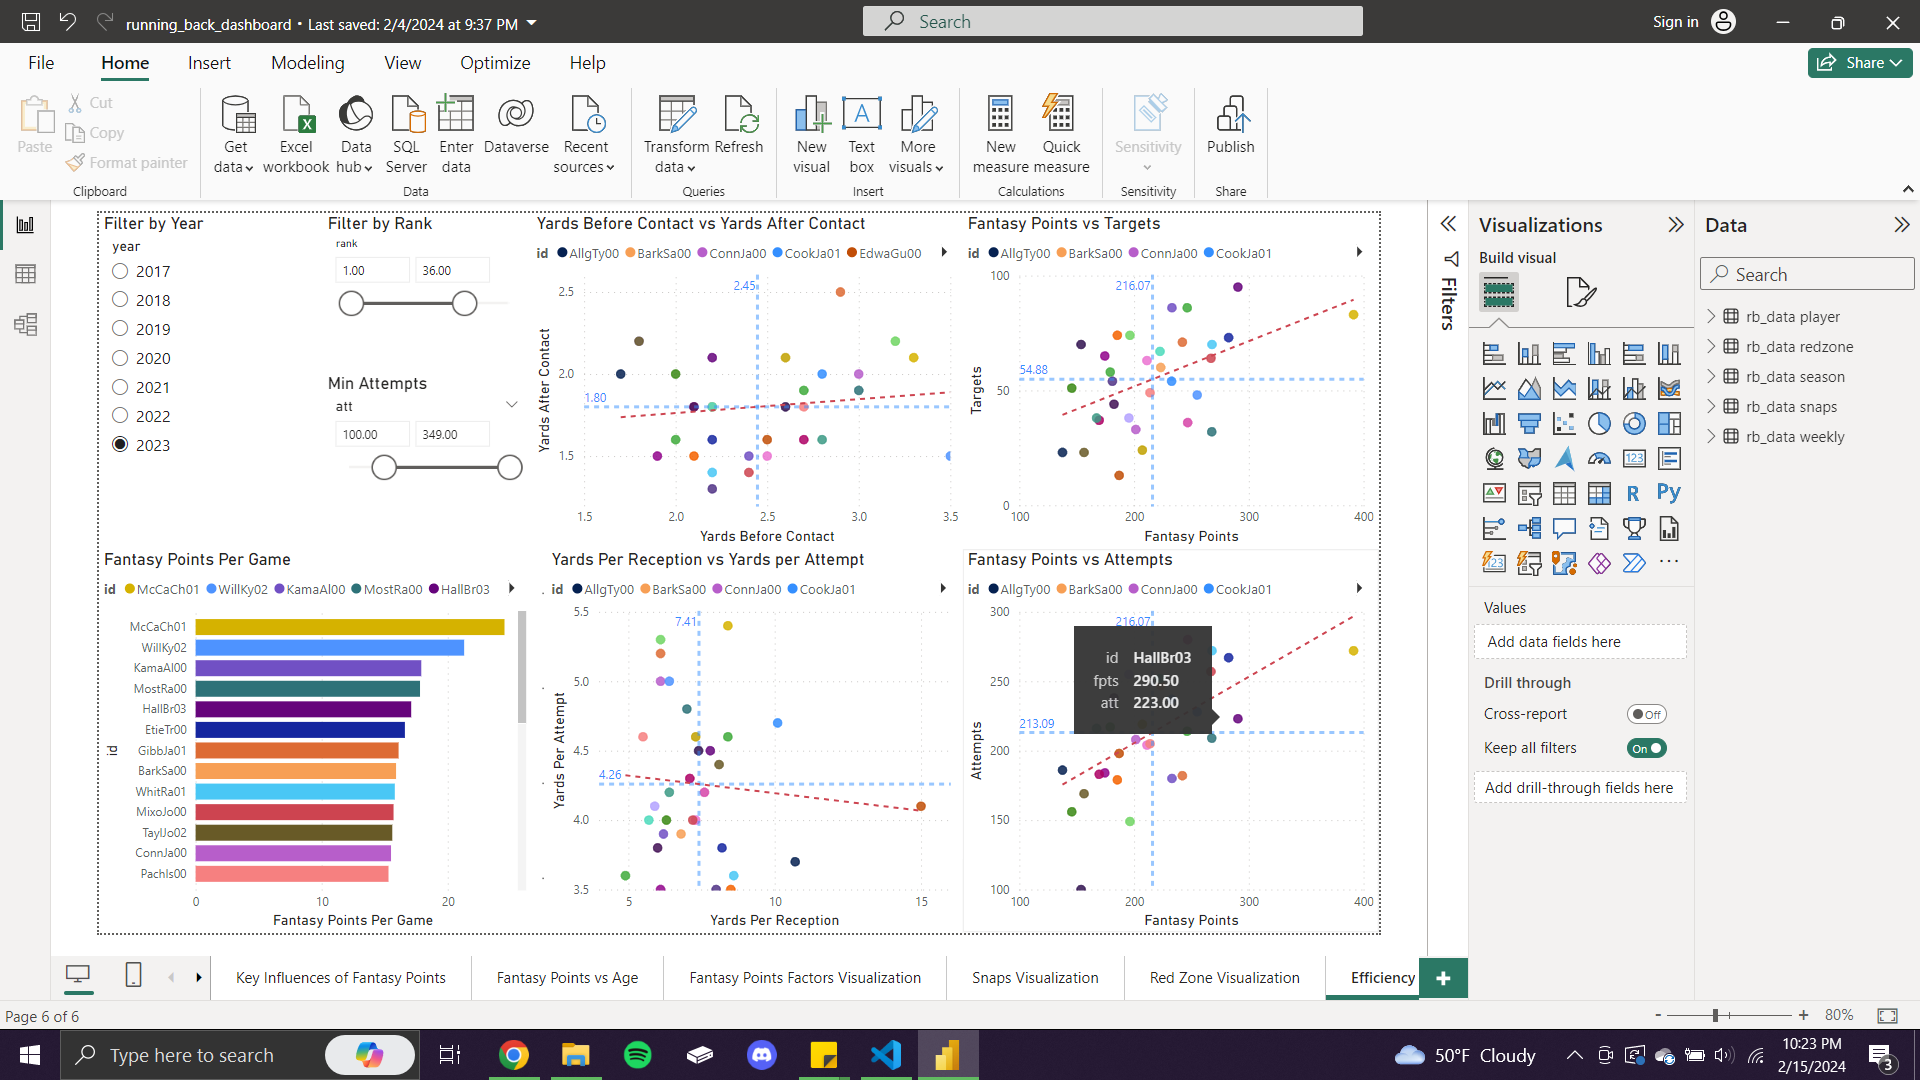 running_back_dashboard • Last saved: 2/4/2024 at 9:37 PM
Search
Sign in
File Home Insert Modeling View Optimize Help
Share
Paste
Cut
Copy
Format painter
Clipboard
Get data
Excel workbook
Data hub
SQL Server
Enter data
Dataverse
Recent sources
Data
Transform data
Refresh
Queries
New visual
Text box
More visuals
Insert
New measure
Quick measure
Calculations
Sensitivity
Sensitivity
Publish
Share
Filter by Year
year
2017
2018
2019
2020
2021
2022
2023
Filter by Rank
rank
1.00 36.00
Min Attempts
att
100.00 349.00
Yards Before Contact vs Yards After Contact
id AllgTy00 BarkSa00 ConnJa00 CookJa01 EdwaGu00
2.45
1.80
Yards After Contact
2.5
2.0
1.5
1.5 2.0 2.5 3.0 3.5
Yards Before Contact
Fantasy Points vs Targets
id AllgTy00 BarkSa00 ConnJa00 CookJa01
216.07
54.88
Targets
100
50
0
100 200 300 400
Fantasy Points
Fantasy Points Per Game
id McCaCh01 WillKy02 KamaAl00 MostRa00 HallBr03
id
McCaCh01
WillKy02
KamaAl00
MostRa00
HallBr03
EtieTr00
GibbJa01
BarkSa00
WhitRa01
MixoJo00
TaylJo02
ConnJa00
PachIs00
0 10 20
Fantasy Points Per Game
Yards Per Reception vs Yards per Attempt
id AllgTy00 BarkSa00 ConnJa00 CookJa01
7.41
4.26
Yards Per Attempt
5.5
5.0
4.5
4.0
3.5
5 10 15
Yards Per Reception
Fantasy Points vs Attempts
id AllgTy00 BarkSa00 ConnJa00 CookJa01
216.07
213.09
id HallBr03
fpts 290.50
att 223.00
Attempts
300
250
200
150
100
100 200 300 400
Fantasy Points
Filters
Visualizations
Build visual
123
R
Py
123
Values
Add data fields here
Drill through
Cross-report Off
Keep all filters On
Add drill-through fields here
Data
Search
rb_data player
rb_data redzone
rb_data season
rb_data snaps
rb_data weekly
Key Influences of Fantasy Points
Fantasy Points vs Age
Fantasy Points Factors Visualization
Snaps Visualization
Red Zone Visualization
Efficiency
Page 6 of 6
- + 80%
Type here to search
50°F Cloudy
10:23 PM
2/15/2024
3